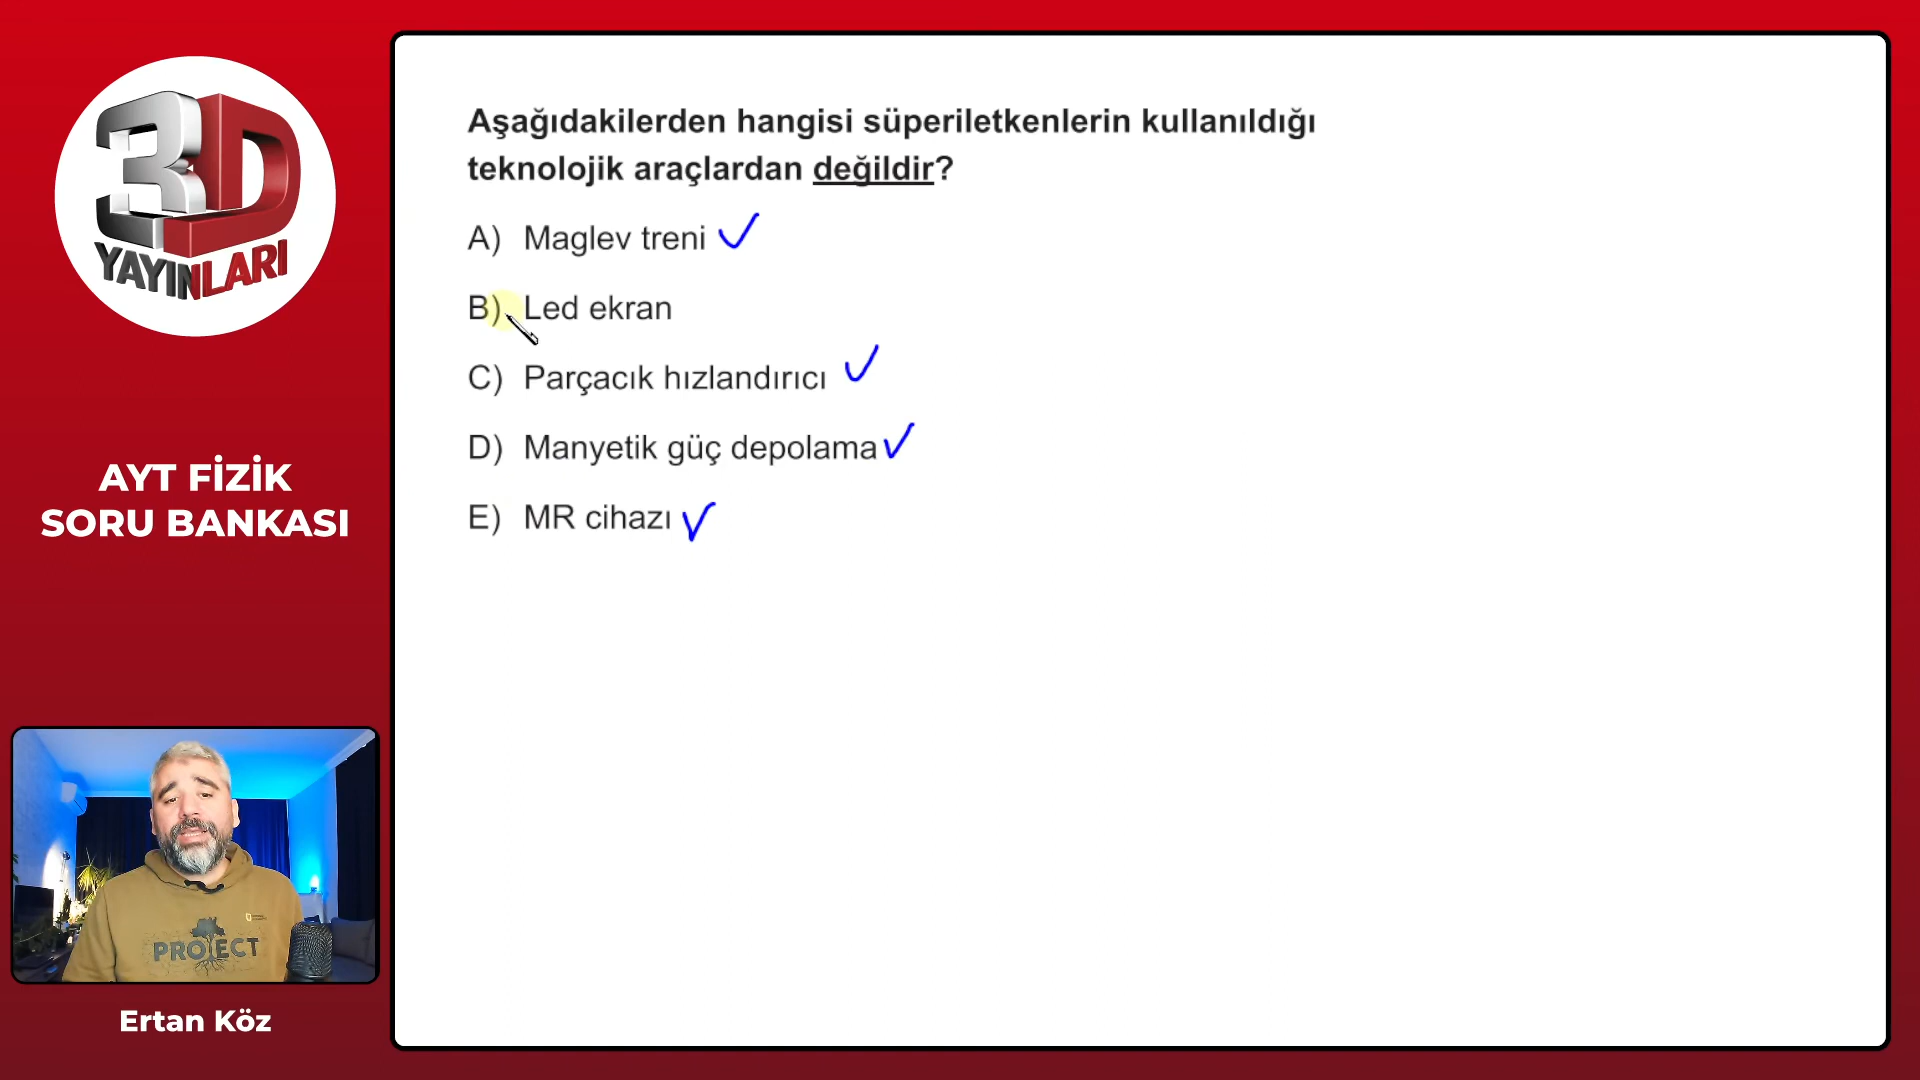 3D
YAYINLARI
AYT FİZİK
SORU BANKASI
PROJECT
Ertan Köz
Aşağıdakilerden hangisi süperiletkenlerin kullanıldığı
teknolojik araçlardan değildir?
A) Maglev treni
B) Led ekran
C) Parçacık hızlandırıcı
D) Manyetik güç depolama
E) MR cihazı